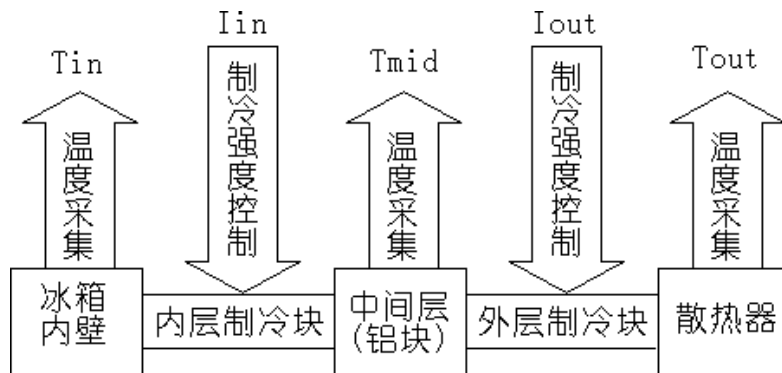 Iin
Iout
Tin
Tmid
Tout
温度采集
制冷强度控制
温度采集
制冷强度控制
温度采集
冰箱
内壁
内层制冷块
中间层
(铝块)
外层制冷块
散热器